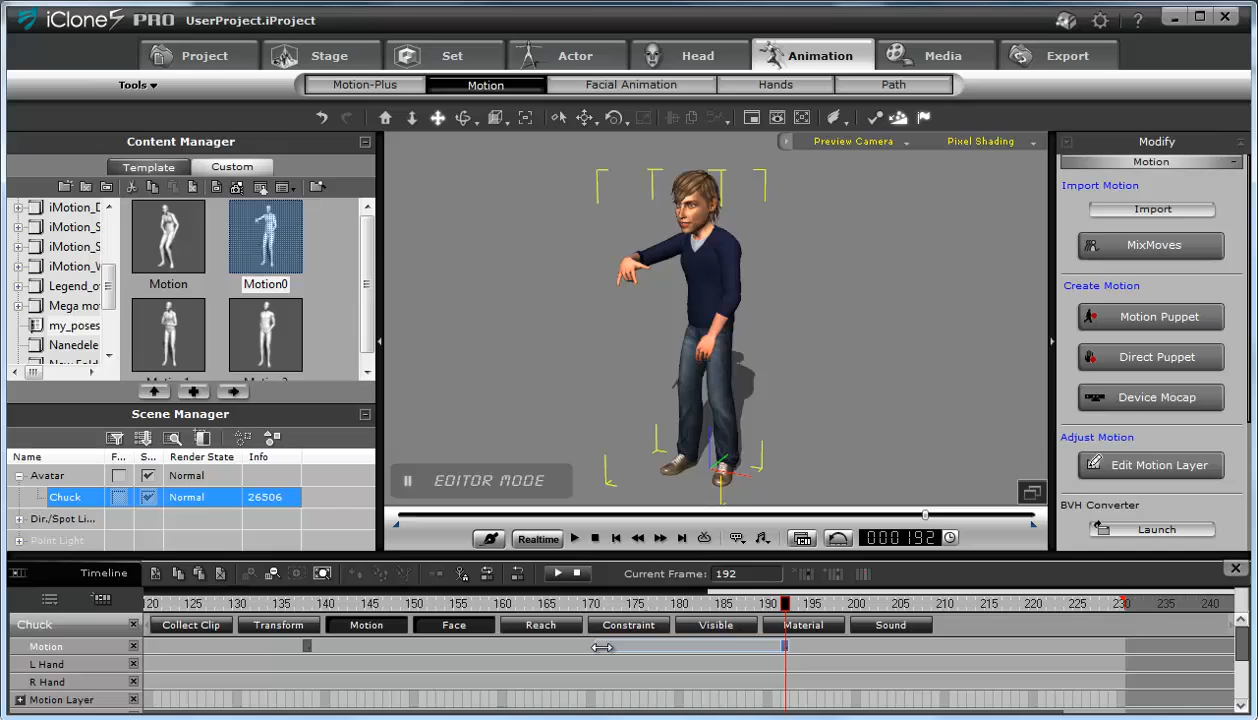 iClone5 PRO UserProject.iProject
Project Stage Set Actor Head Animation Media Export
Tools Motion-Plus Motion Facial Animation Hands Path
Content Manager
Template Custom
iMotion_D
iMotion_S
iMotion_S
iMotion_W
Legend_o
Mega mo
my_poses
Nanedele
Motion Motion0
Preview Camera Pixel Shading
EDITOR MODE
Modify
Motion
Import Motion
Import
MixMoves
Create Motion
Motion Puppet
Direct Puppet
Device Mocap
Adjust Motion
Edit Motion Layer
BVH Converter
Launch
Scene Manager
Name F... S... Render State Info
Avatar Normal
Chuck Normal 26506
Dir./Spot Li... Normal
Point Light
Realtime 000192
Timeline Current Frame: 192
120 125 130 135 140 145 150 155 160 165 170 175 180 185 190 195 200 205 210 215 220 225 230 235 240
Chuck Collect Clip Transform Motion Face Reach Constraint Visible Material Sound
Motion
L Hand
R Hand
Motion Layer